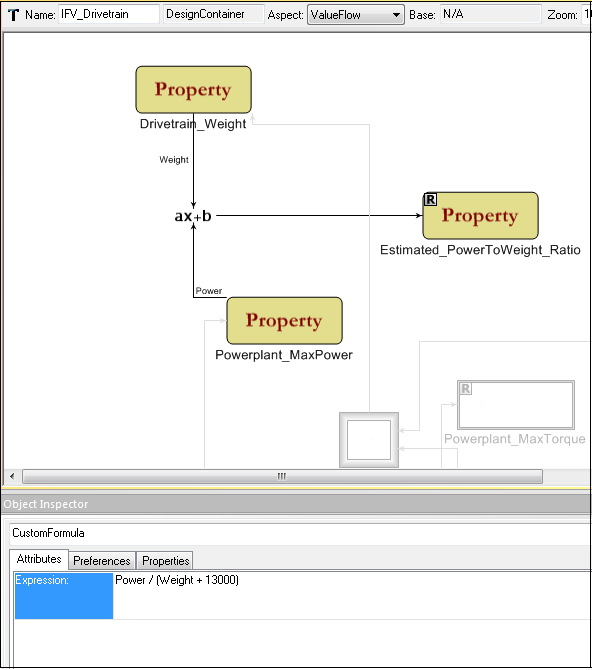 T Name: IFV_Drivetrain DesignContainer Aspect: ValueFlow Base: N/A Zoom:
Property
Drivetrain_Weight
Weight
ax+b
R
Property
Estimated_PowerToWeight_Ratio
Power
Property
Powerplant_MaxPower
R
Powerplant_MaxTorque
Object Inspector
CustomFormula
Attributes Preferences Properties
Expression: Power / (Weight + 13000)